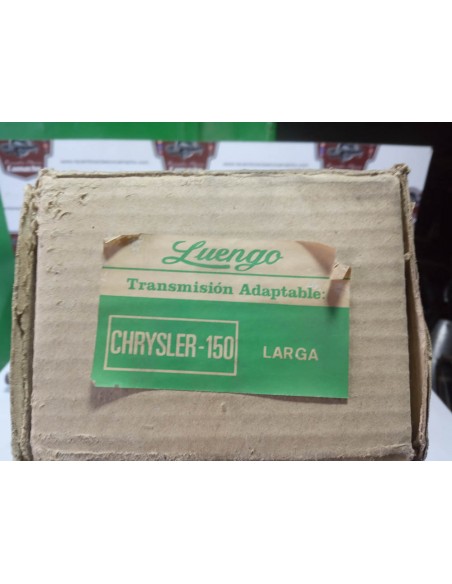 Luengo
Transmisión Adaptable:
CHRYSLER-150
LARGA